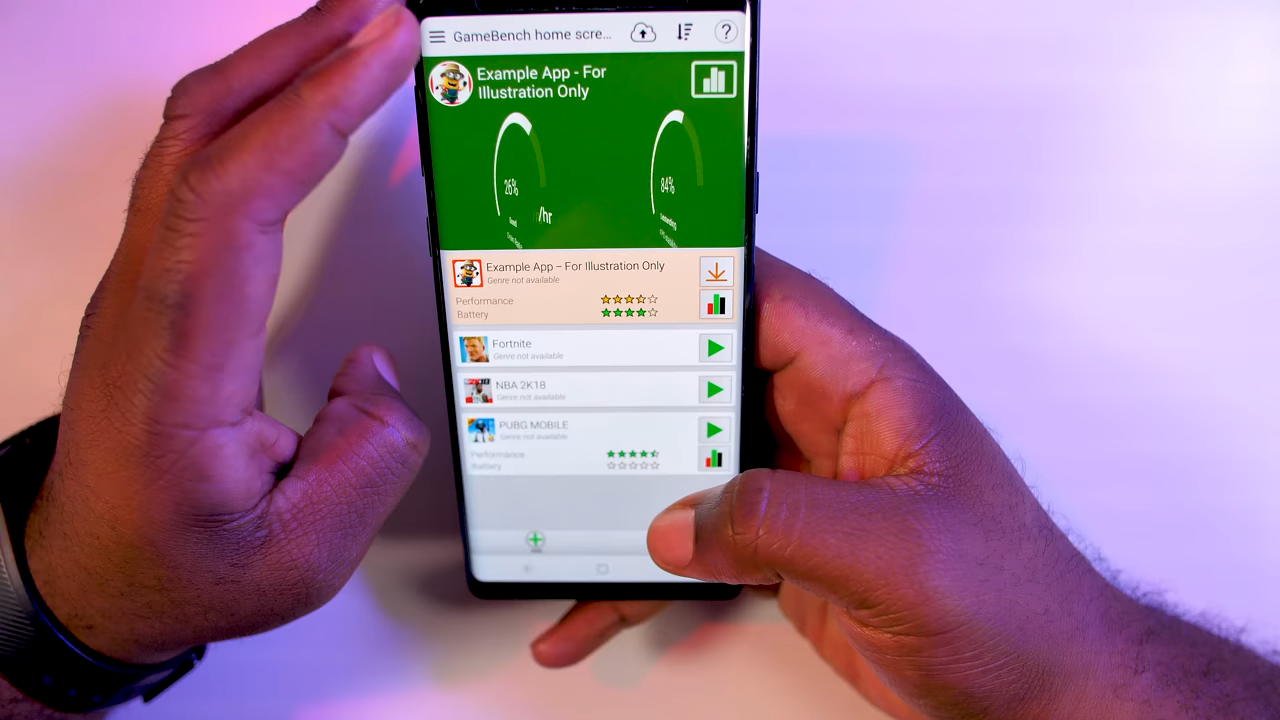 GameBench home scre...
Example App - For
Illustration Only
26%
/hr
84%
Example App – For Illustration Only
Genre not available
Performance
Battery
Fortnite
Genre not available
NBA 2K18
Genre not available
PUBG MOBILE
Genre not available
Performance
Battery